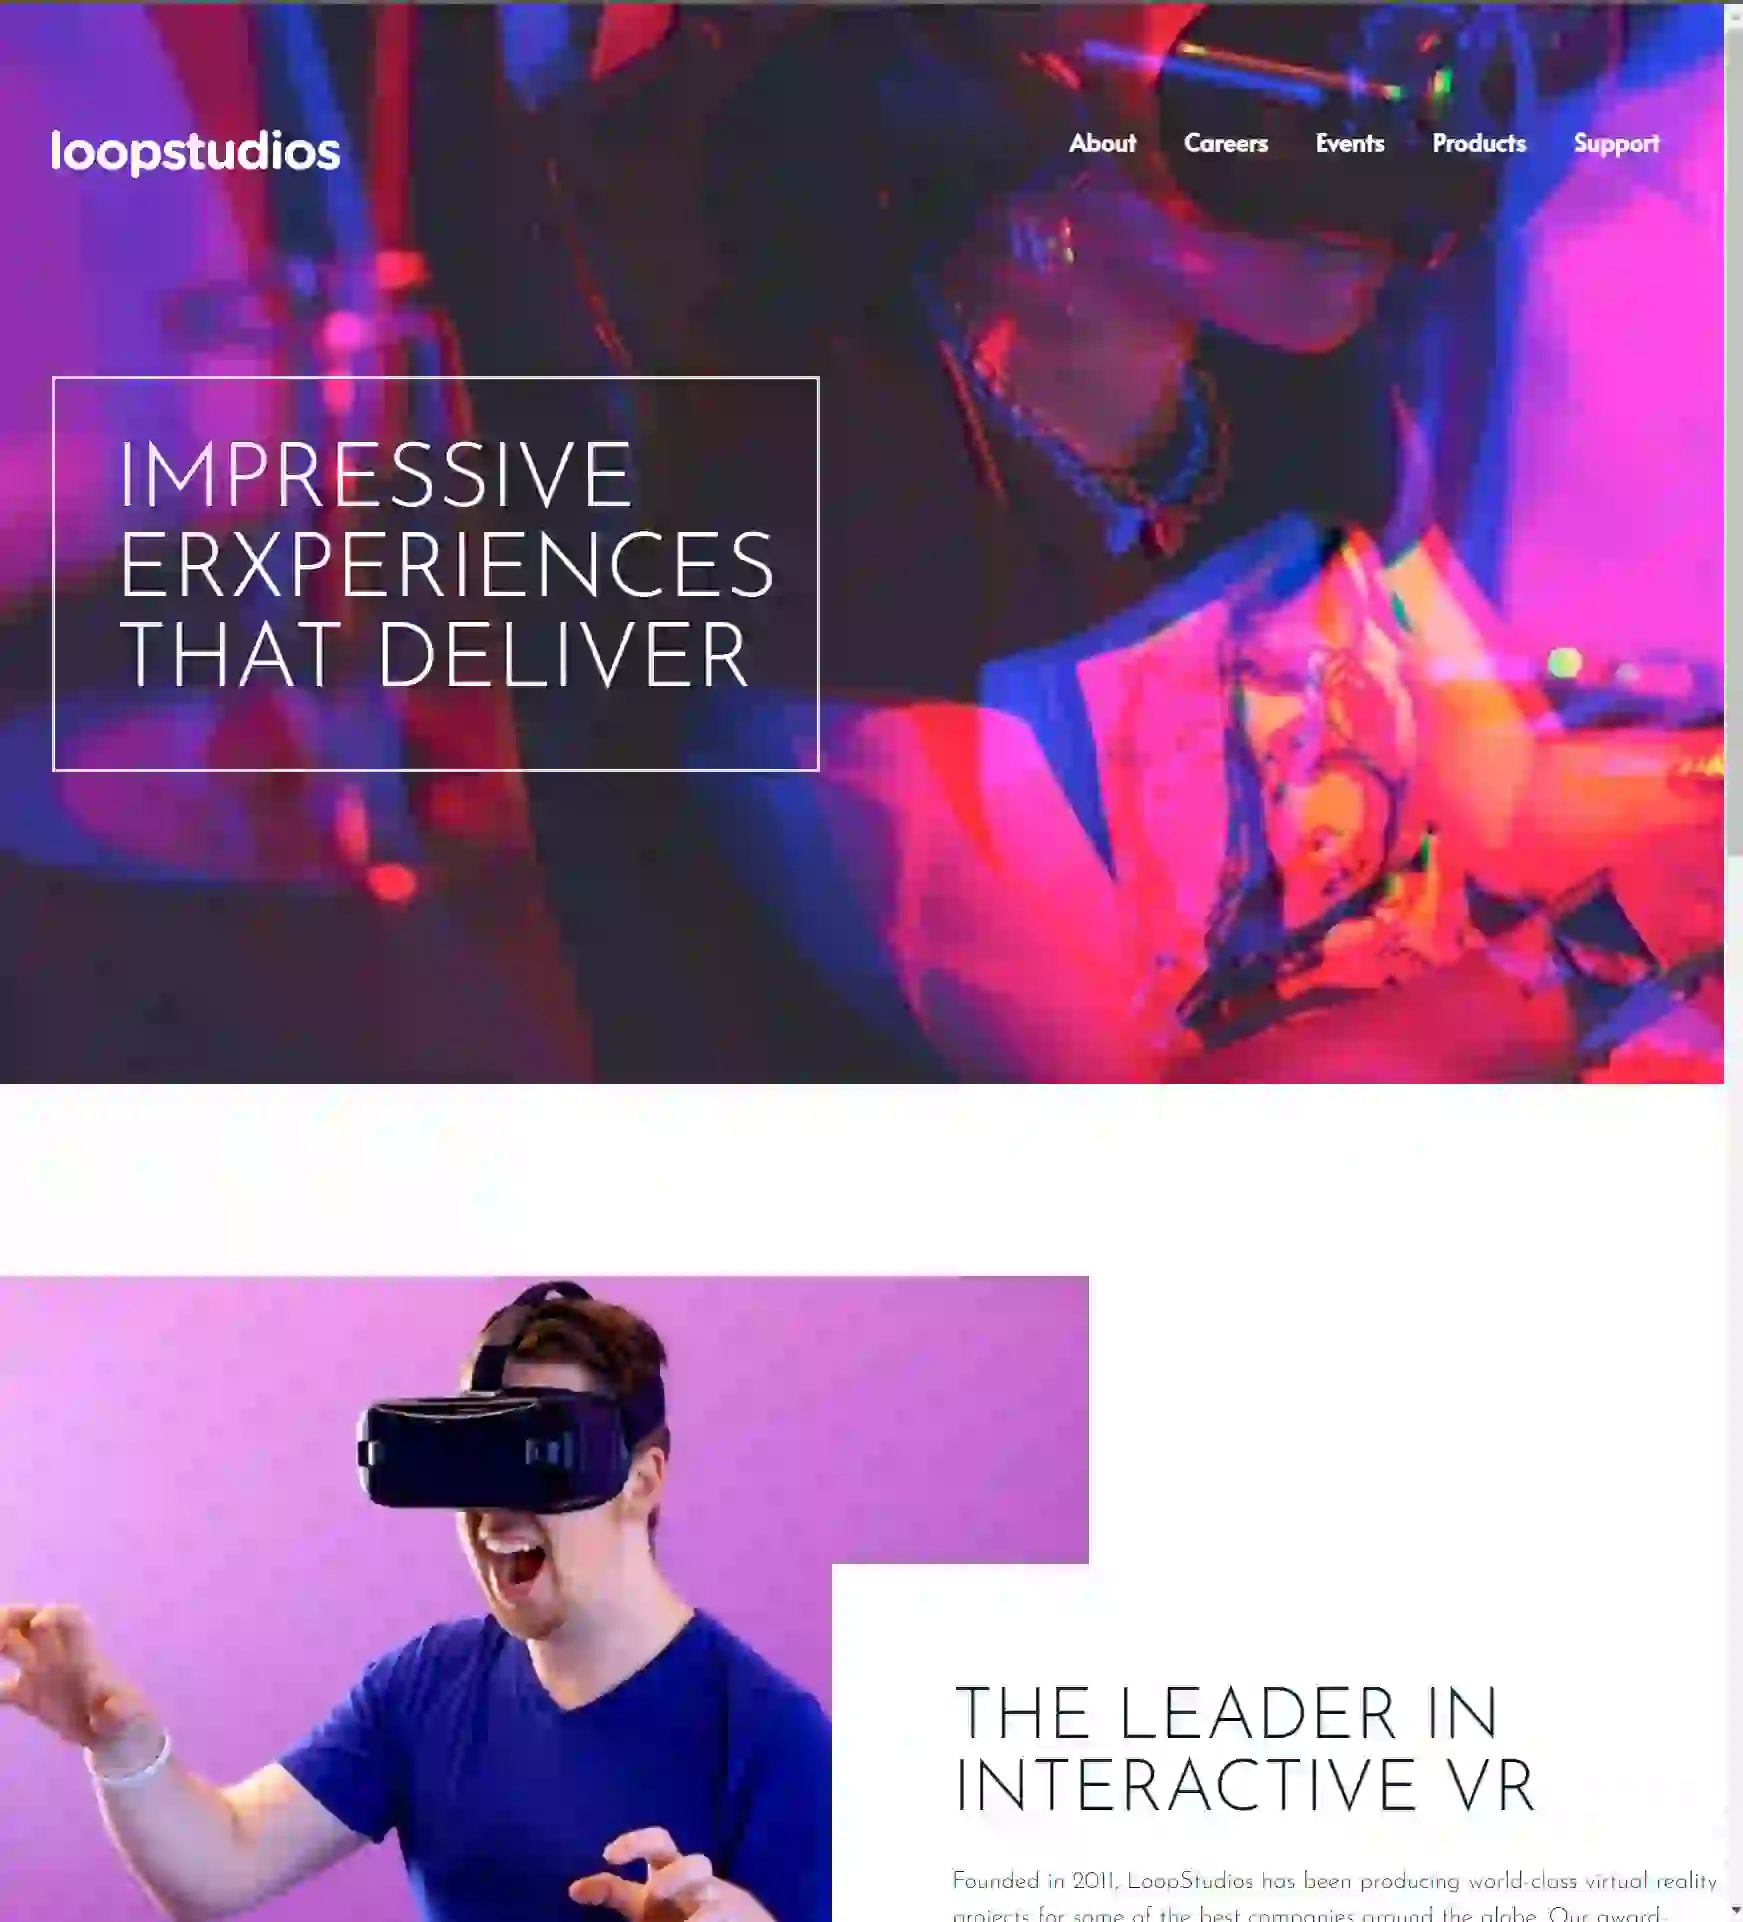 loopstudios
About Careers Events Products Support
IMPRESSIVE
ERXPERIENCES
THAT DELIVER
THE LEADER IN
INTERACTIVE VR
Founded in 2011, LoopStudios has been producing world-class virtual reality
projects for some of the best companies around the globe. Our award-